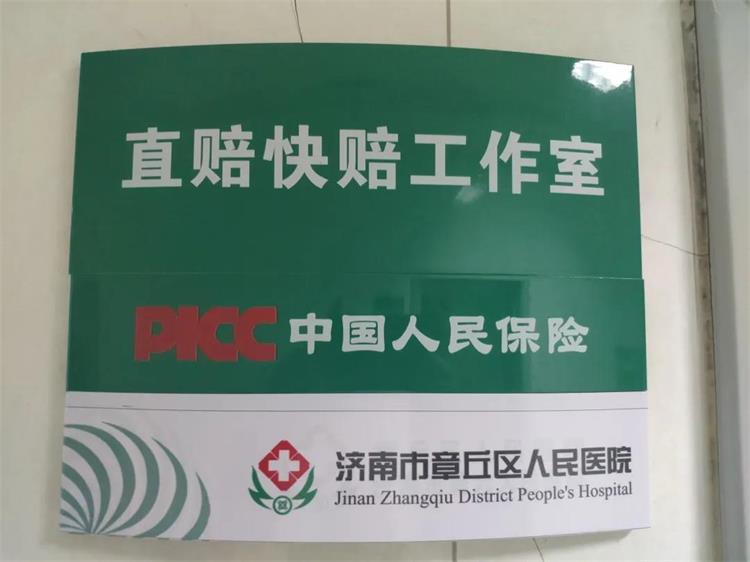 直赔快赔工作室
PICC 中国人民保险
济南市章丘区人民医院
Jinan Zhangqiu District People's Hospital